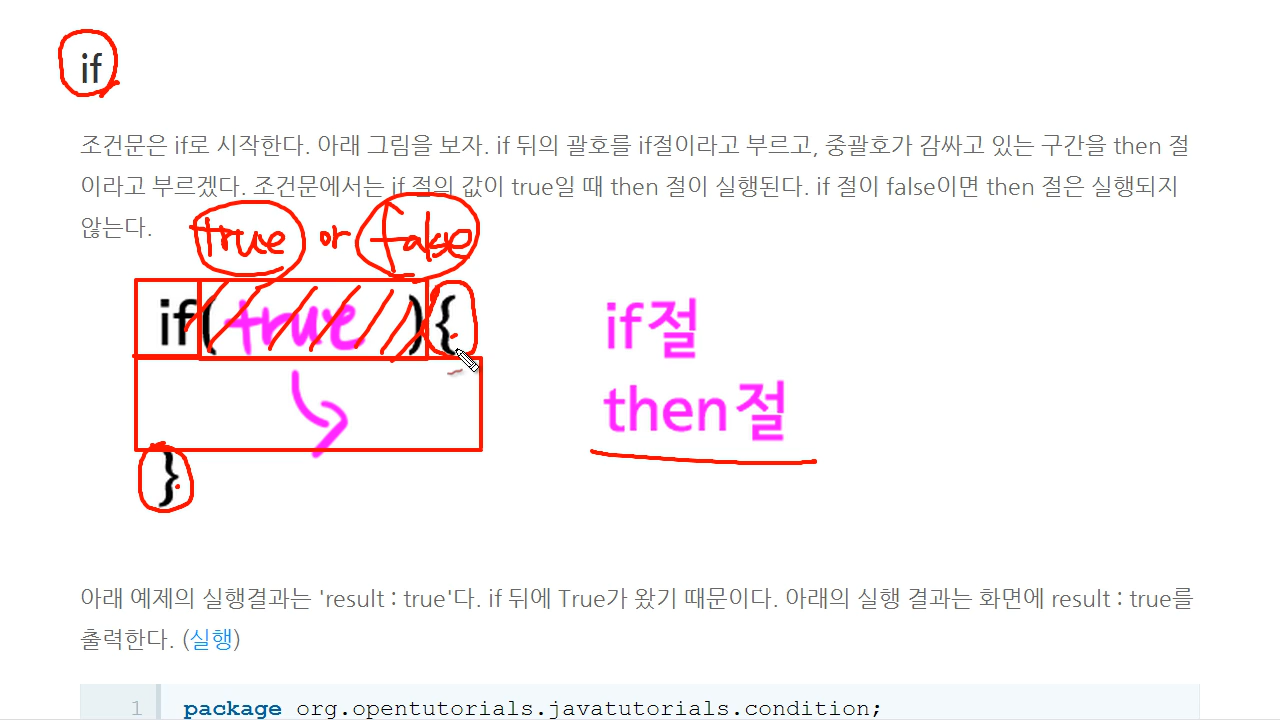 if
조건문은 if로 시작한다. 아래 그림을 보자. if 뒤의 괄호를 if절이라고 부르고, 중괄호가 감싸고 있는 구간을 then 절
이라고 부르겠다. 조건문에서는 if 절의 값이 true일 때 then 절이 실행된다. if 절이 false이면 then 절은 실행되지
않는다.
true or false
if(true){
if절
then절
}
아래 예제의 실행결과는 'result : true'다. if 뒤에 True가 왔기 때문이다. 아래의 실행 결과는 화면에 result : true를
출력한다. (실행)
1 package org.opentutorials.javatutorials.condition;